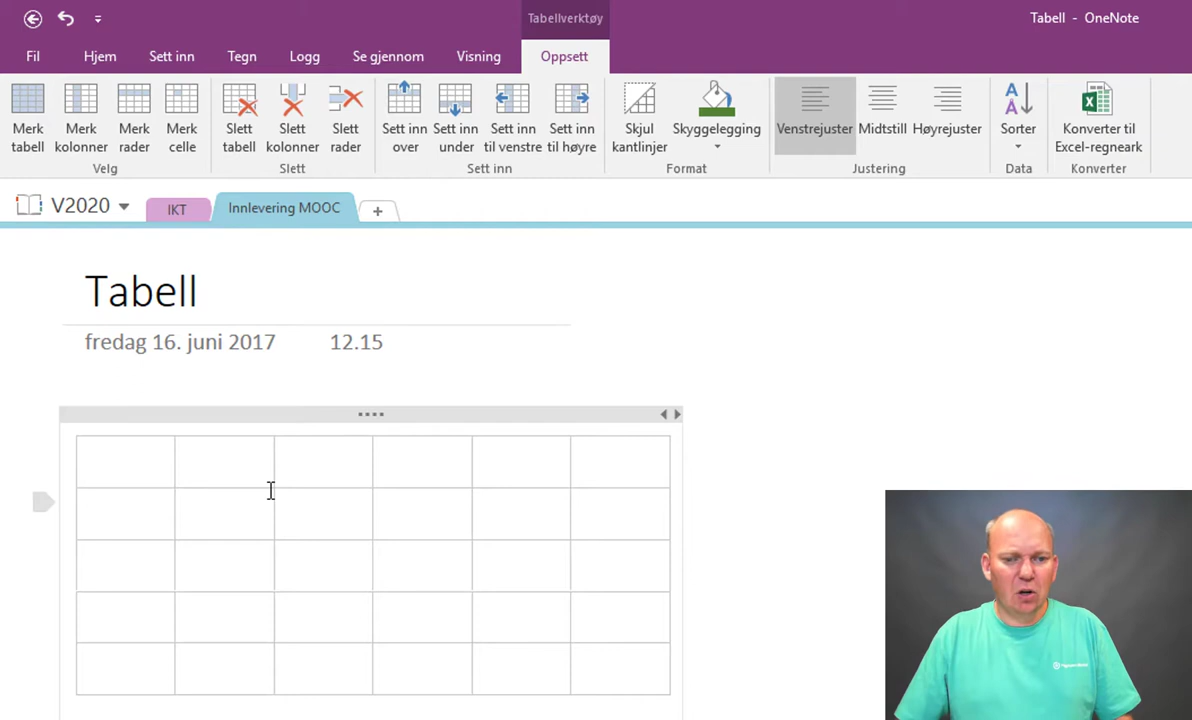 Tabellverktøy
Tabell - OneNote
Fil Hjem Sett inn Tegn Logg Se gjennom Visning Oppsett
Merk tabell
Merk kolonner
Merk rader
Merk celle
Velg
Slett tabell
Slett kolonner
Slett rader
Slett
Sett inn over
Sett inn under
Sett inn til venstre
Sett inn til høyre
Sett inn
Skjul kantlinjer
Skyggelegging
Format
Venstrejuster
Midtstill
Høyrejuster
Justering
Sorter
Data
Konverter til Excel-regneark
Konverter
V2020 IKT Innlevering MOOC
Tabell
fredag 16. juni 2017 12.15